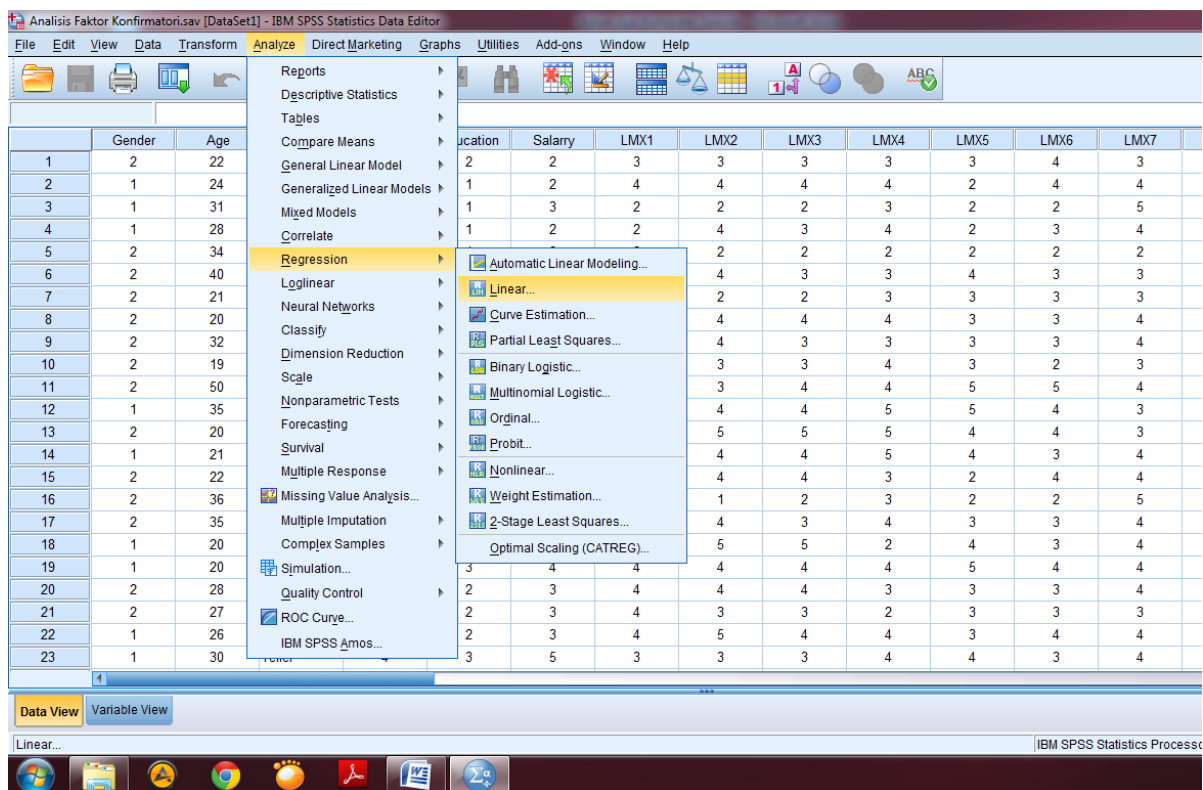 Analisis Faktor Konfirmatori.sav [DataSet1] - IBM SPSS Statistics Data Editor
File Edit View Data Transform Analyze Direct Marketing Graphs Utilities Add-ons Window Help
Reports
Descriptive Statistics
Tables
Compare Means
General Linear Model
Generalized Linear Models
Mixed Models
Correlate
Regression
Loglinear
Neural Networks
Classify
Dimension Reduction
Scale
Nonparametric Tests
Forecasting
Survival
Multiple Response
Missing Value Analysis...
Multiple Imputation
Complex Samples
Simulation...
Quality Control
ROC Curve...
IBM SPSS Amos...
Automatic Linear Modeling...
Linear...
Curve Estimation...
Partial Least Squares...
Binary Logistic...
Multinomial Logistic...
Ordinal...
Probit...
Nonlinear...
Weight Estimation...
2-Stage Least Squares...
Optimal Scaling (CATREG)...
Gender Age ucation Salarry LMX1 LMX2 LMX3 LMX4 LMX5 LMX6 LMX7
1 2 22 2 2 3 3 3 3 3 4 3
2 1 24 1 2 4 4 4 4 2 4 4
3 1 31 1 3 2 2 2 3 2 2 5
4 1 28 1 2 2 4 3 4 2 3 4
5 2 34 2 2 2 2 2 2
6 2 40 4 3 3 4 3 3
7 2 21 2 2 3 3 3 3
8 2 20 4 4 4 3 3 4
9 2 32 4 3 3 3 3 4
10 2 19 3 3 4 3 2 3
11 2 50 3 4 4 5 5 4
12 1 35 4 4 5 5 4 3
13 2 20 5 5 5 4 4 3
14 1 21 4 4 5 4 3 4
15 2 22 4 4 3 2 4 4
16 2 36 1 2 3 2 2 5
17 2 35 4 3 4 3 3 4
18 1 20 5 5 2 4 3 4
19 1 20 3 4 4 4 4 4 5 4 4
20 2 28 2 3 4 4 4 3 3 3 4
21 2 27 2 3 4 3 3 2 3 3 3
22 1 26 2 3 4 5 4 4 3 4 4
23 1 30 4 3 5 3 3 3 4 4 3 4
Data View Variable View
Linear...
IBM SPSS Statistics Process